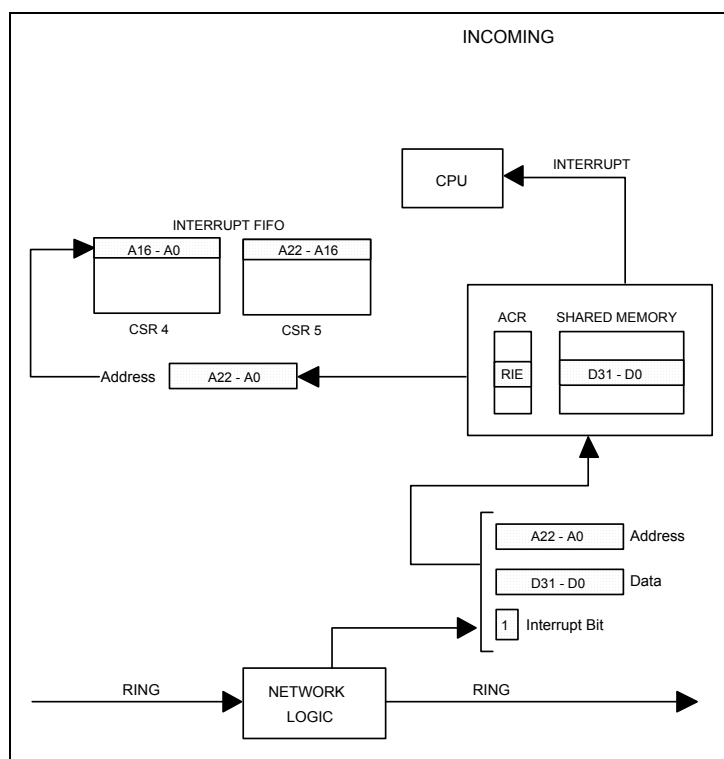 INCOMING
CPU
INTERRUPT
INTERRUPT FIFO
A16 - A0
A22 - A16
CSR 4
CSR 5
ACR
SHARED MEMORY
RIE
D31 - D0
Address
A22 - A0
A22 - A0
Address
D31 - D0
Data
1
Interrupt Bit
RING
NETWORK
LOGIC
RING